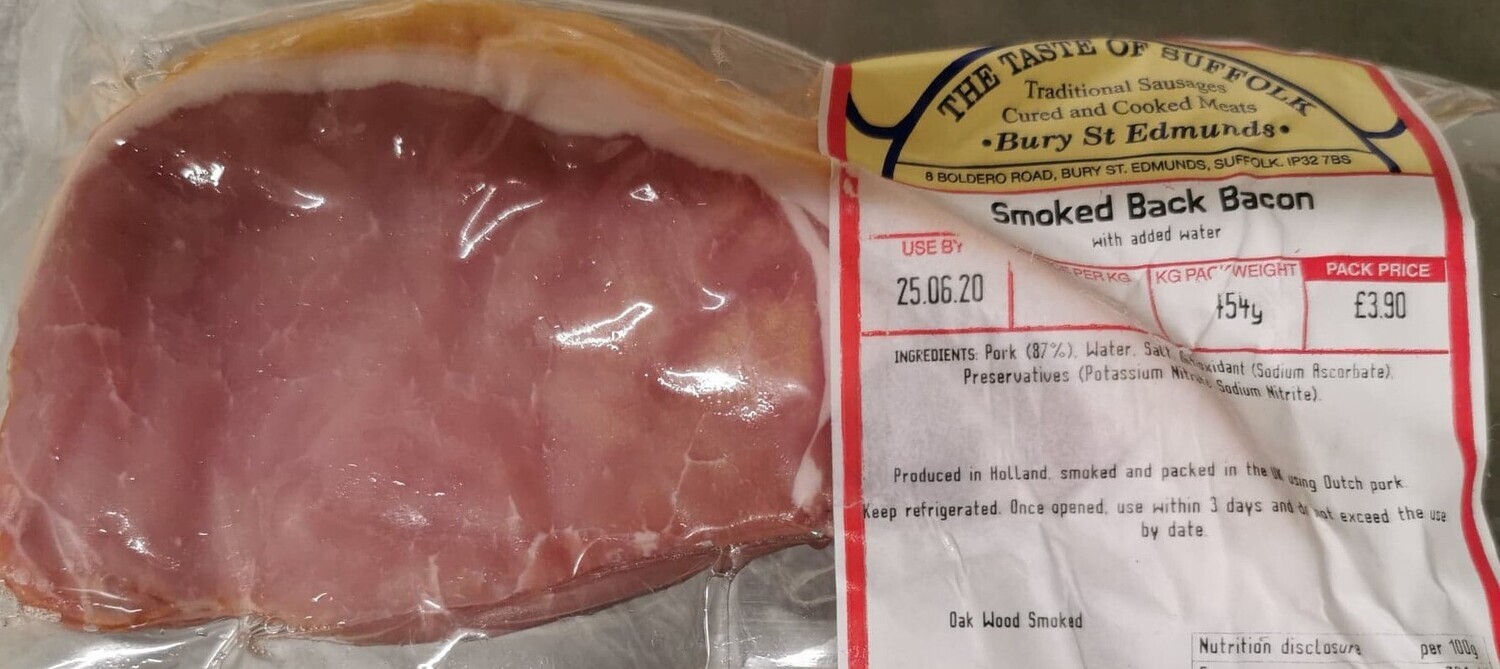 THE TASTE OF SUFFOLK
Traditional Sausages
Cured and Cooked Meats
•Bury St Edmunds•
8 BOLDERO ROAD, BURY ST. EDMUNDS, SUFFOLK. IP32 7BS
Smoked Back Bacon
with added water
USE BY PER KG KG PACK WEIGHT PACK PRICE
25.06.20 454g £3.90
INGREDIENTS: Pork (87%), Water, Salt, Antioxidant (Sodium Ascorbate),
Preservatives (Potassium Nitrate, Sodium Nitrite).
Produced in Holland, smoked and packed in the UK using Dutch pork.
Keep refrigerated. Once opened, use within 3 days and do not exceed the use
by date.
Oak Wood Smoked
Nutrition disclosure per 100g